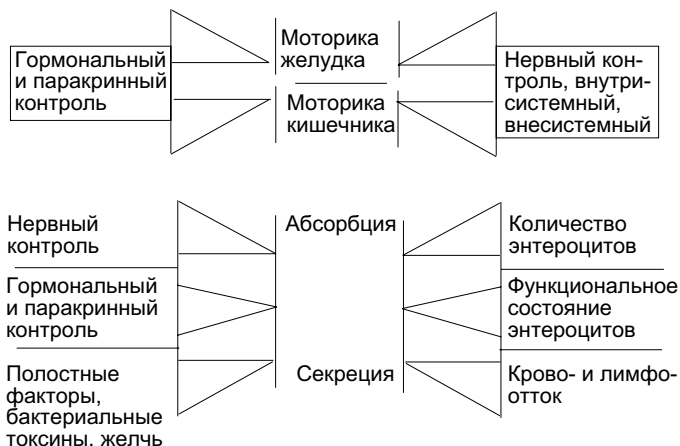 Гормональный
и паракринный
контроль
Моторика
желудка
Моторика
кишечника
Нервный кон-
троль, внутри-
системный,
внесистемный
Нервный
контроль
Гормональный
и паракринный
контроль
Полостные
факторы,
бактериальные
токсины, желчь
Абсорбция
Секреция
Количество
энтероцитов
Функциональное
состояние
энтероцитов
Крово- и лимфо-
отток